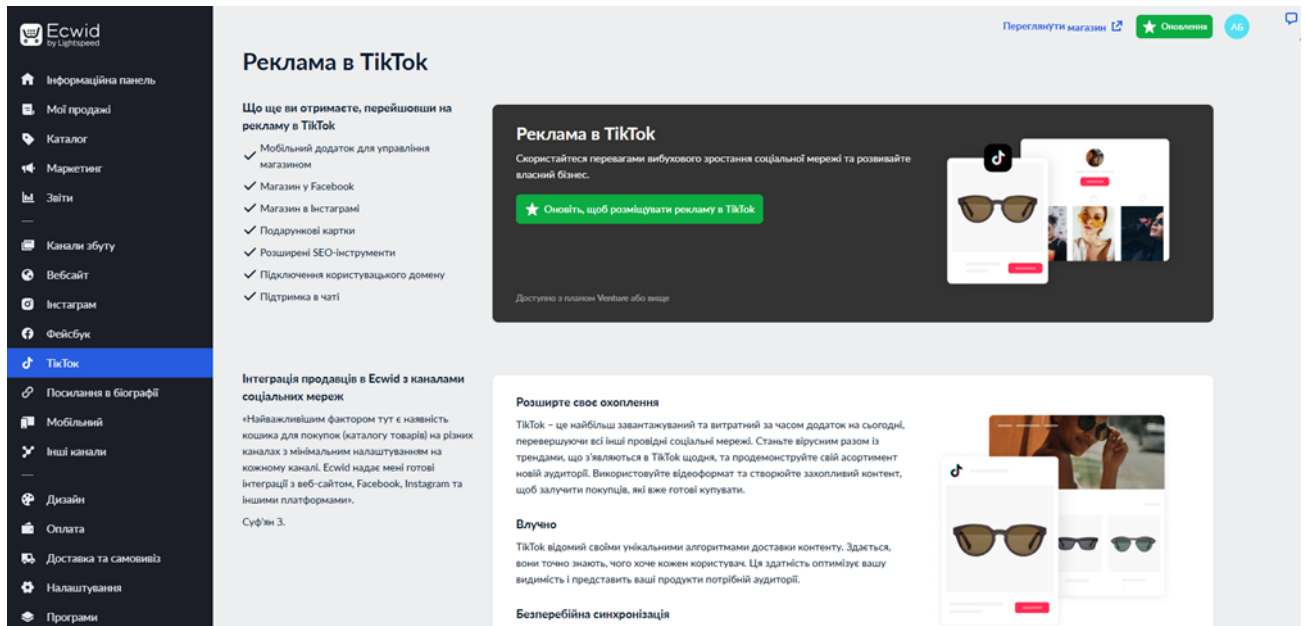 Ecwid
by Lightspeed
Інформаційна панель
Мої продажі
Каталог
Маркетинг
Звіти
Канали збуту
Вебсайт
Інстаграм
Фейсбук
ТікТок
Посилання в біографії
Мобільний
Інші канали
Дизайн
Оплата
Доставка та самовивіз
Налаштування
Програми
Переглянути магазин
Оновлення
АБ
Реклама в TikTok
Що ще ви отримаєте, перейшовши на
рекламу в TikTok
Мобільний додаток для управління
магазином
Магазин у Facebook
Магазин в Інстаграмі
Подарункові картки
Розширені SEO-інструменти
Підключення користувацького домену
Підтримка в чаті
Реклама в TikTok
Скористайтеся перевагами вибухового зростання соціальної мережі та розвивайте
власний бізнес.
Оновіть, щоб розміщувати рекламу в TikTok
Доступно з планом Venture або вище
Інтеграція продавців в Ecwid з каналами
соціальних мереж
«Найважливішим фактором тут є наявність
кошика для покупок (каталогу товарів) на різних
каналах з мінімальним налаштуванням на
кожному каналі. Ecwid надає мені готові
інтеграції з веб-сайтом, Facebook, Instagram та
іншими платформами».
Суф'ян З.
Розширте своє охоплення
TikTok – це найбільш завантажуваний та витратний за часом додаток на сьогодні,
перевершуючи всі інші провідні соціальні мережі. Станьте вірусним разом із
трендами, що з'являються в TikTok щодня, та продемонструйте свій асортимент
новій аудиторії. Використовуйте відеоформат та створюйте захопливий контент,
щоб залучити покупців, які вже готові купувати.
Влучно
TikTok відомий своїми унікальними алгоритмами доставки контенту. Здається,
вони точно знають, чого хоче кожен користувач. Ця здатність оптимізує вашу
видимість і представить ваші продукти потрібній аудиторії.
Безперебійна синхронізація